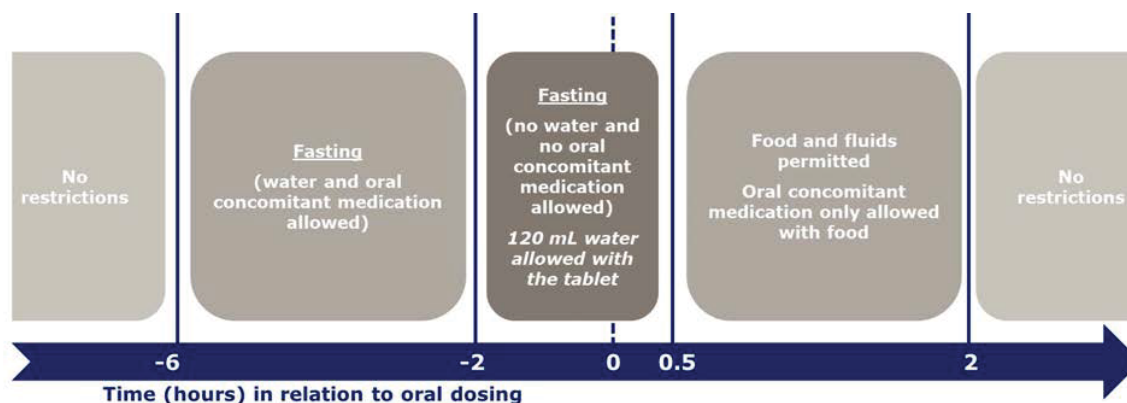 No
restrictions
Fasting
(water and oral
concomitant medication
allowed)
Fasting
(no water and
no oral
concomitant
medication
allowed)
120 mL water
allowed with
the tablet
Food and fluids
permitted
Oral concomitant
medication only allowed
with food
No
restrictions
-6
-2
0
0.5
2
Time (hours) in relation to oral dosing